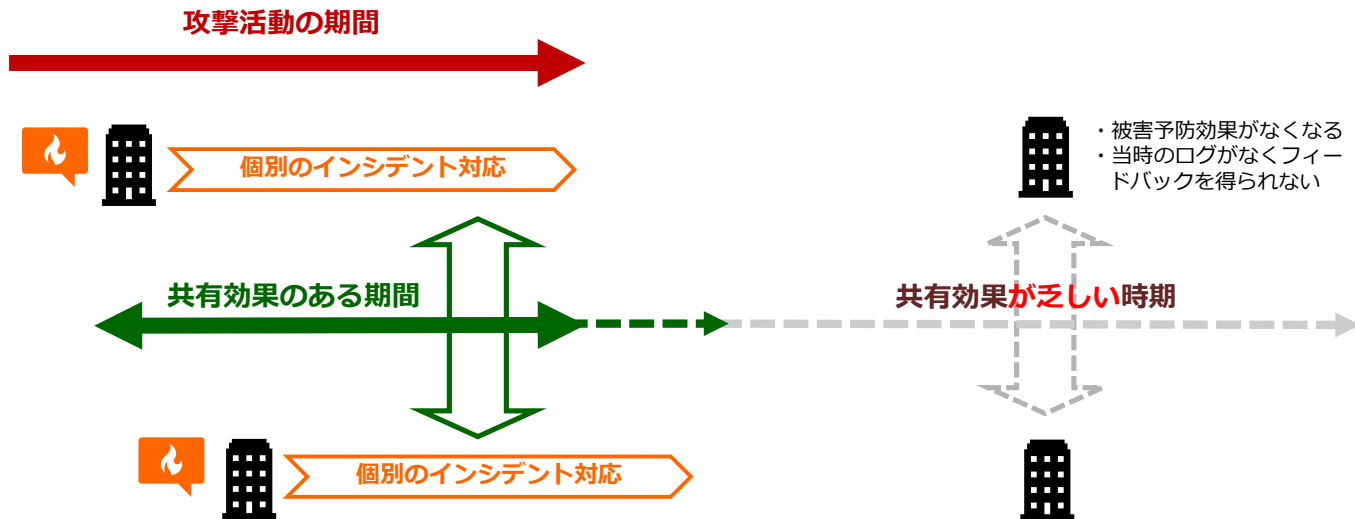 攻撃活動の期間
個別のインシデント対応
・被害予防効果がなくなる
・当時のログがなくフィー
ドバックを得られない
共有効果のある期間
共有効果が乏しい時期
個別のインシデント対応